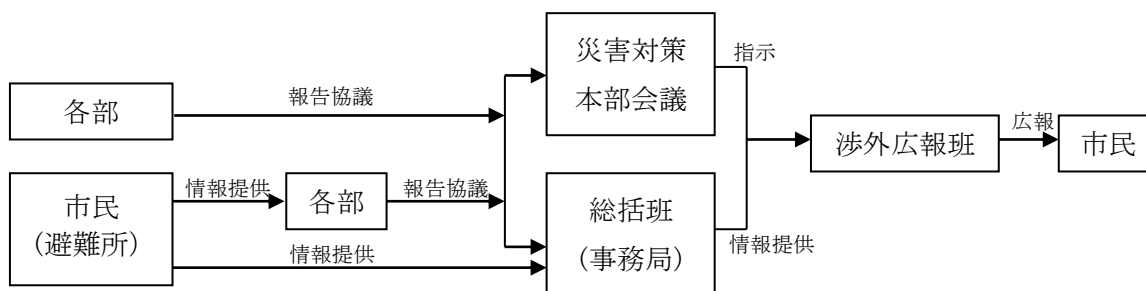 各部
報告協議
災害対策
本部会議
指示
渉外広報班
広報
市民
市民
(避難所)
情報提供
各部
報告協議
情報提供
総括班
(事務局)
情報提供